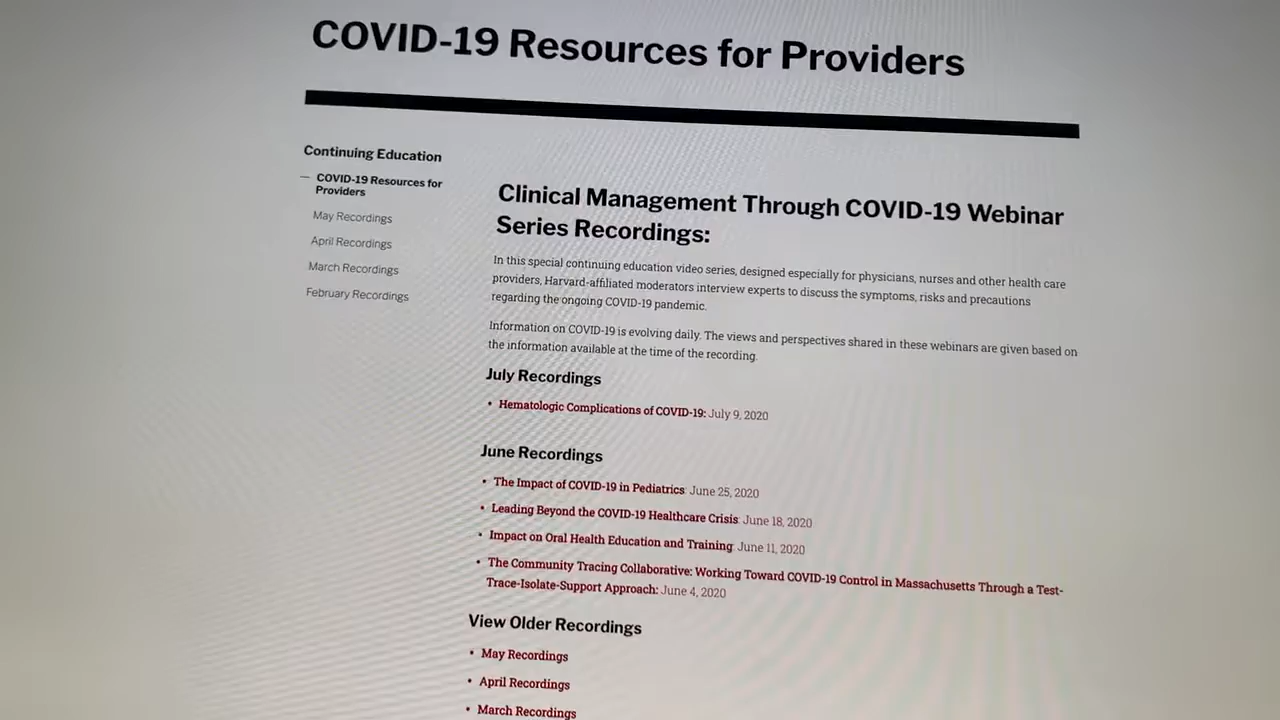 COVID-19 Resources for Providers
Continuing Education
— COVID-19 Resources for
Providers
May Recordings
April Recordings
March Recordings
February Recordings
Clinical Management Through COVID-19 Webinar
Series Recordings:
In this special continuing education video series, designed especially for physicians, nurses and other health care
providers, Harvard-affiliated moderators interview experts to discuss the symptoms, risks and precautions
regarding the ongoing COVID-19 pandemic.
Information on COVID-19 is evolving daily. The views and perspectives shared in these webinars are given based on
the information available at the time of the recording.
July Recordings
• Hematologic Complications of COVID-19: July 9, 2020
June Recordings
• The Impact of COVID-19 in Pediatrics: June 25, 2020
• Leading Beyond the COVID-19 Healthcare Crisis: June 18, 2020
• Impact on Oral Health Education and Training: June 11, 2020
• The Community Tracing Collaborative: Working Toward COVID-19 Control in Massachusetts Through a Test-
Trace-Isolate-Support Approach: June 4, 2020
View Older Recordings
• May Recordings
• April Recordings
• March Recordings